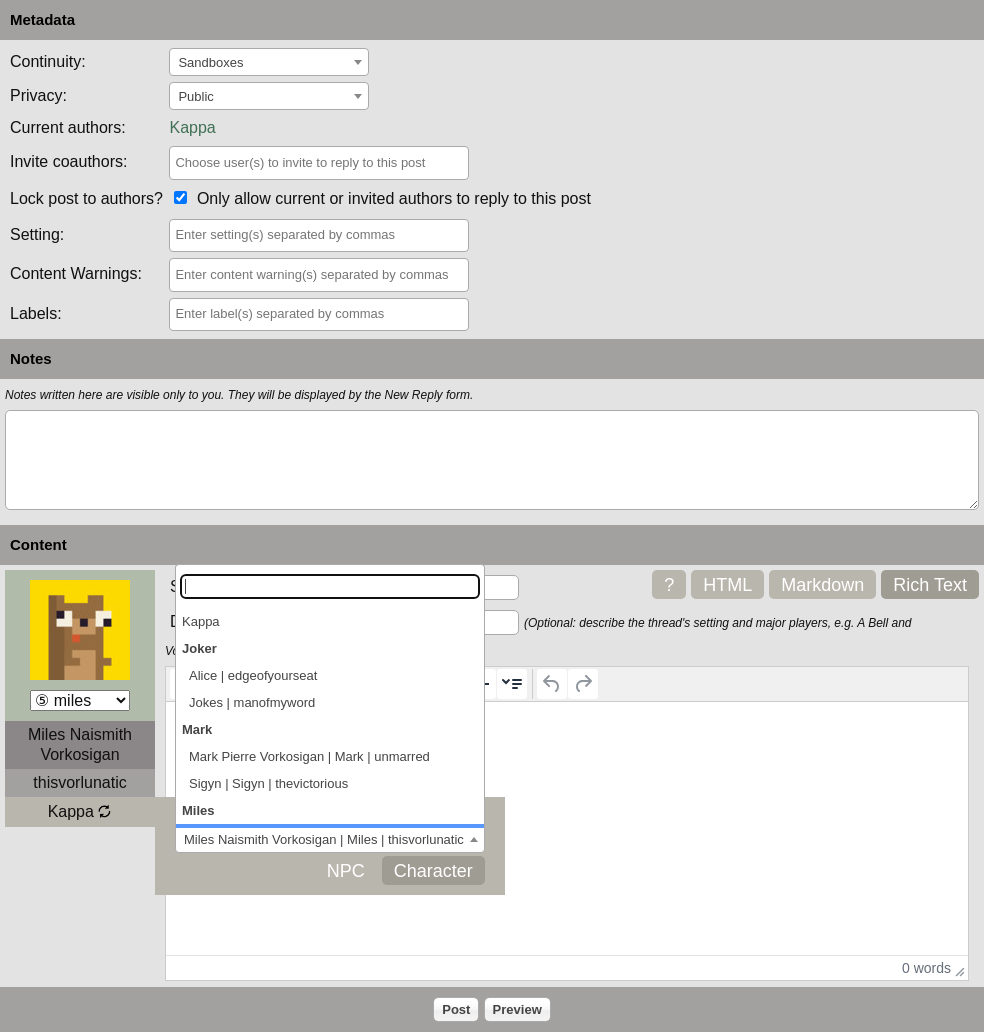 Metadata
Continuity: Sandboxes
Privacy: Public
Current authors: Kappa
Invite coauthors: Choose user(s) to invite to reply to this post
Lock post to authors? Only allow current or invited authors to reply to this post
Setting: Enter setting(s) separated by commas
Content Warnings: Enter content warning(s) separated by commas
Labels: Enter label(s) separated by commas
Notes
Notes written here are visible only to you. They will be displayed by the New Reply form.
Content
? HTML Markdown Rich Text
(Optional: describe the thread's setting and major players, e.g. A Bell and
⑤ miles
Miles Naismith
Vorkosigan
thisvorlunatic
Kappa
Kappa
Joker
Alice | edgeofyourseat
Jokes | manofmyword
Mark
Mark Pierre Vorkosigan | Mark | unmarred
Sigyn | Sigyn | thevictorious
Miles
Miles Naismith Vorkosigan | Miles | thisvorlunatic
NPC Character
0 words
Post Preview